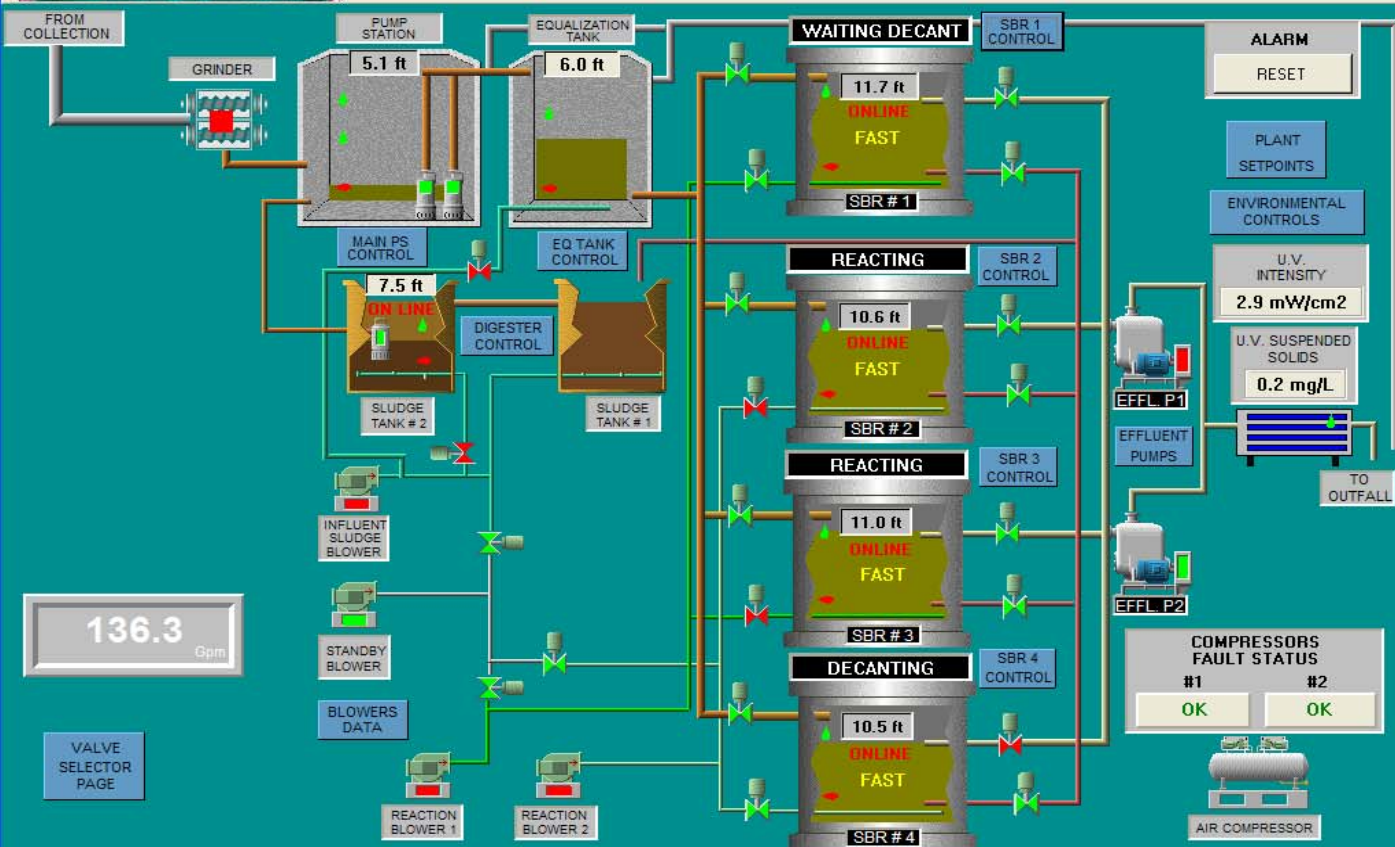 FROM
COLLECTION
GRINDER
PUMP
STATION
5.1 ft
EQUALIZATION
TANK
6.0 ft
MAIN PS
CONTROL
EQ TANK
CONTROL
7.5 ft
ON LINE
DIGESTER
CONTROL
SLUDGE
TANK # 2
SLUDGE
TANK # 1
INFLUENT
SLUDGE
BLOWER
STANDBY
BLOWER
136.3
Gpm
BLOWERS
DATA
VALVE
SELECTOR
PAGE
REACTION
BLOWER 1
REACTION
BLOWER 2
WAITING DECANT
SBR 1
CONTROL
11.7 ft
ONLINE
FAST
SBR # 1
REACTING
SBR 2
CONTROL
10.6 ft
ONLINE
FAST
SBR # 2
REACTING
SBR 3
CONTROL
11.0 ft
ONLINE
FAST
SBR # 3
DECANTING
SBR 4
CONTROL
10.5 ft
ONLINE
FAST
SBR # 4
ALARM
RESET
PLANT
SETPOINTS
ENVIRONMENTAL
CONTROLS
U.V.
INTENSITY
2.9 mW/cm2
U.V. SUSPENDED
SOLIDS
0.2 mg/L
EFFL. P1
EFFLUENT
PUMPS
TO
OUTFALL
EFFL. P2
COMPRESSORS
FAULT STATUS
#1 #2
OK OK
AIR COMPRESSOR